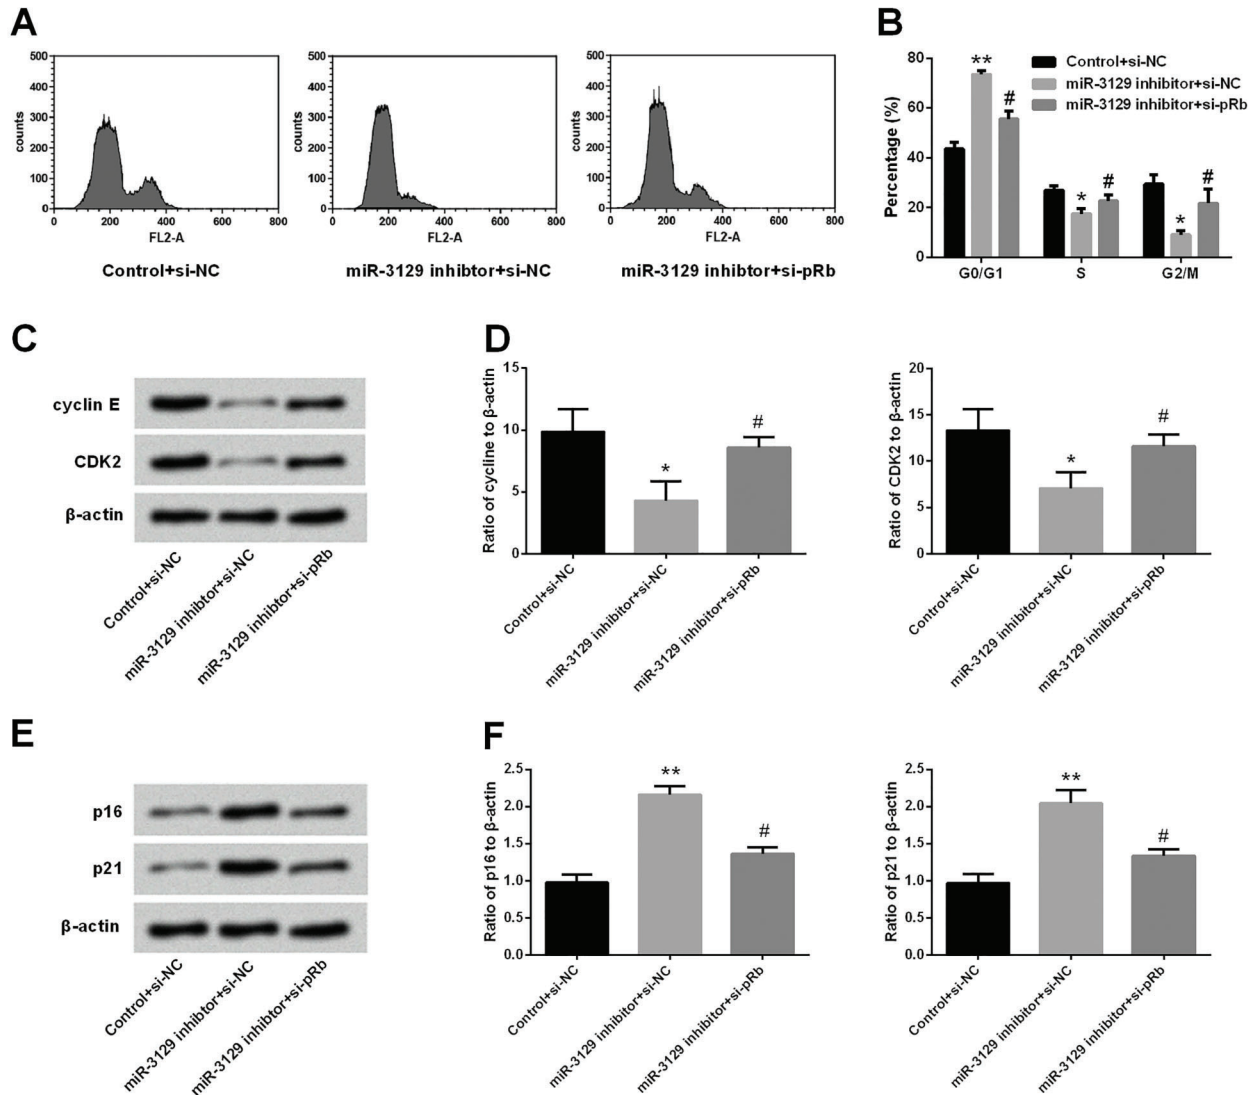 A
500
400
300
200
100
0
counts
0 200 400 600 800
FL2-A
Control+si-NC
500
400
300
200
100
0
counts
0 200 400 600 800
FL2-A
miR-3129 inhibtor+si-NC
500
400
300
200
100
0
counts
0 200 400 600 800
FL2-A
miR-3129 inhibtor+si-pRb
B
Control+si-NC
miR-3129 inhibitor+si-NC
miR-3129 inhibitor+si-pRb
80
60
40
20
0
Percentage (%)
** #
* #
* #
G0/G1 S G2/M
C
cyclin E
CDK2
β-actin
Control+si-NC
miR-3129 inhibtor+si-NC
miR-3129 inhibtor+si-pRb
D
15
10
5
0
Ratio of cycline to β-actin
* #
Control+si-NC
miR-3129 inhibitor+si-NC
miR-3129 inhibitor+si-pRb
20
15
10
5
0
Ratio of CDK2 to β-actin
* #
Control+si-NC
miR-3129 inhibitor+si-NC
miR-3129 inhibitor+si-pRb
E
p16
p21
β-actin
Control+si-NC
miR-3129 inhibtor+si-NC
miR-3129 inhibtor+si-pRb
F
2.5
2.0
1.5
1.0
0.5
0.0
Ratio of p16 to β-actin
** #
Control+si-NC
miR-3129 inhibitor+si-NC
miR-3129 inhibitor+si-pRb
2.5
2.0
1.5
1.0
0.5
0.0
Ratio of p21 to β-actin
** #
Control+si-NC
miR-3129 inhibitor+si-NC
miR-3129 inhibitor+si-pRb